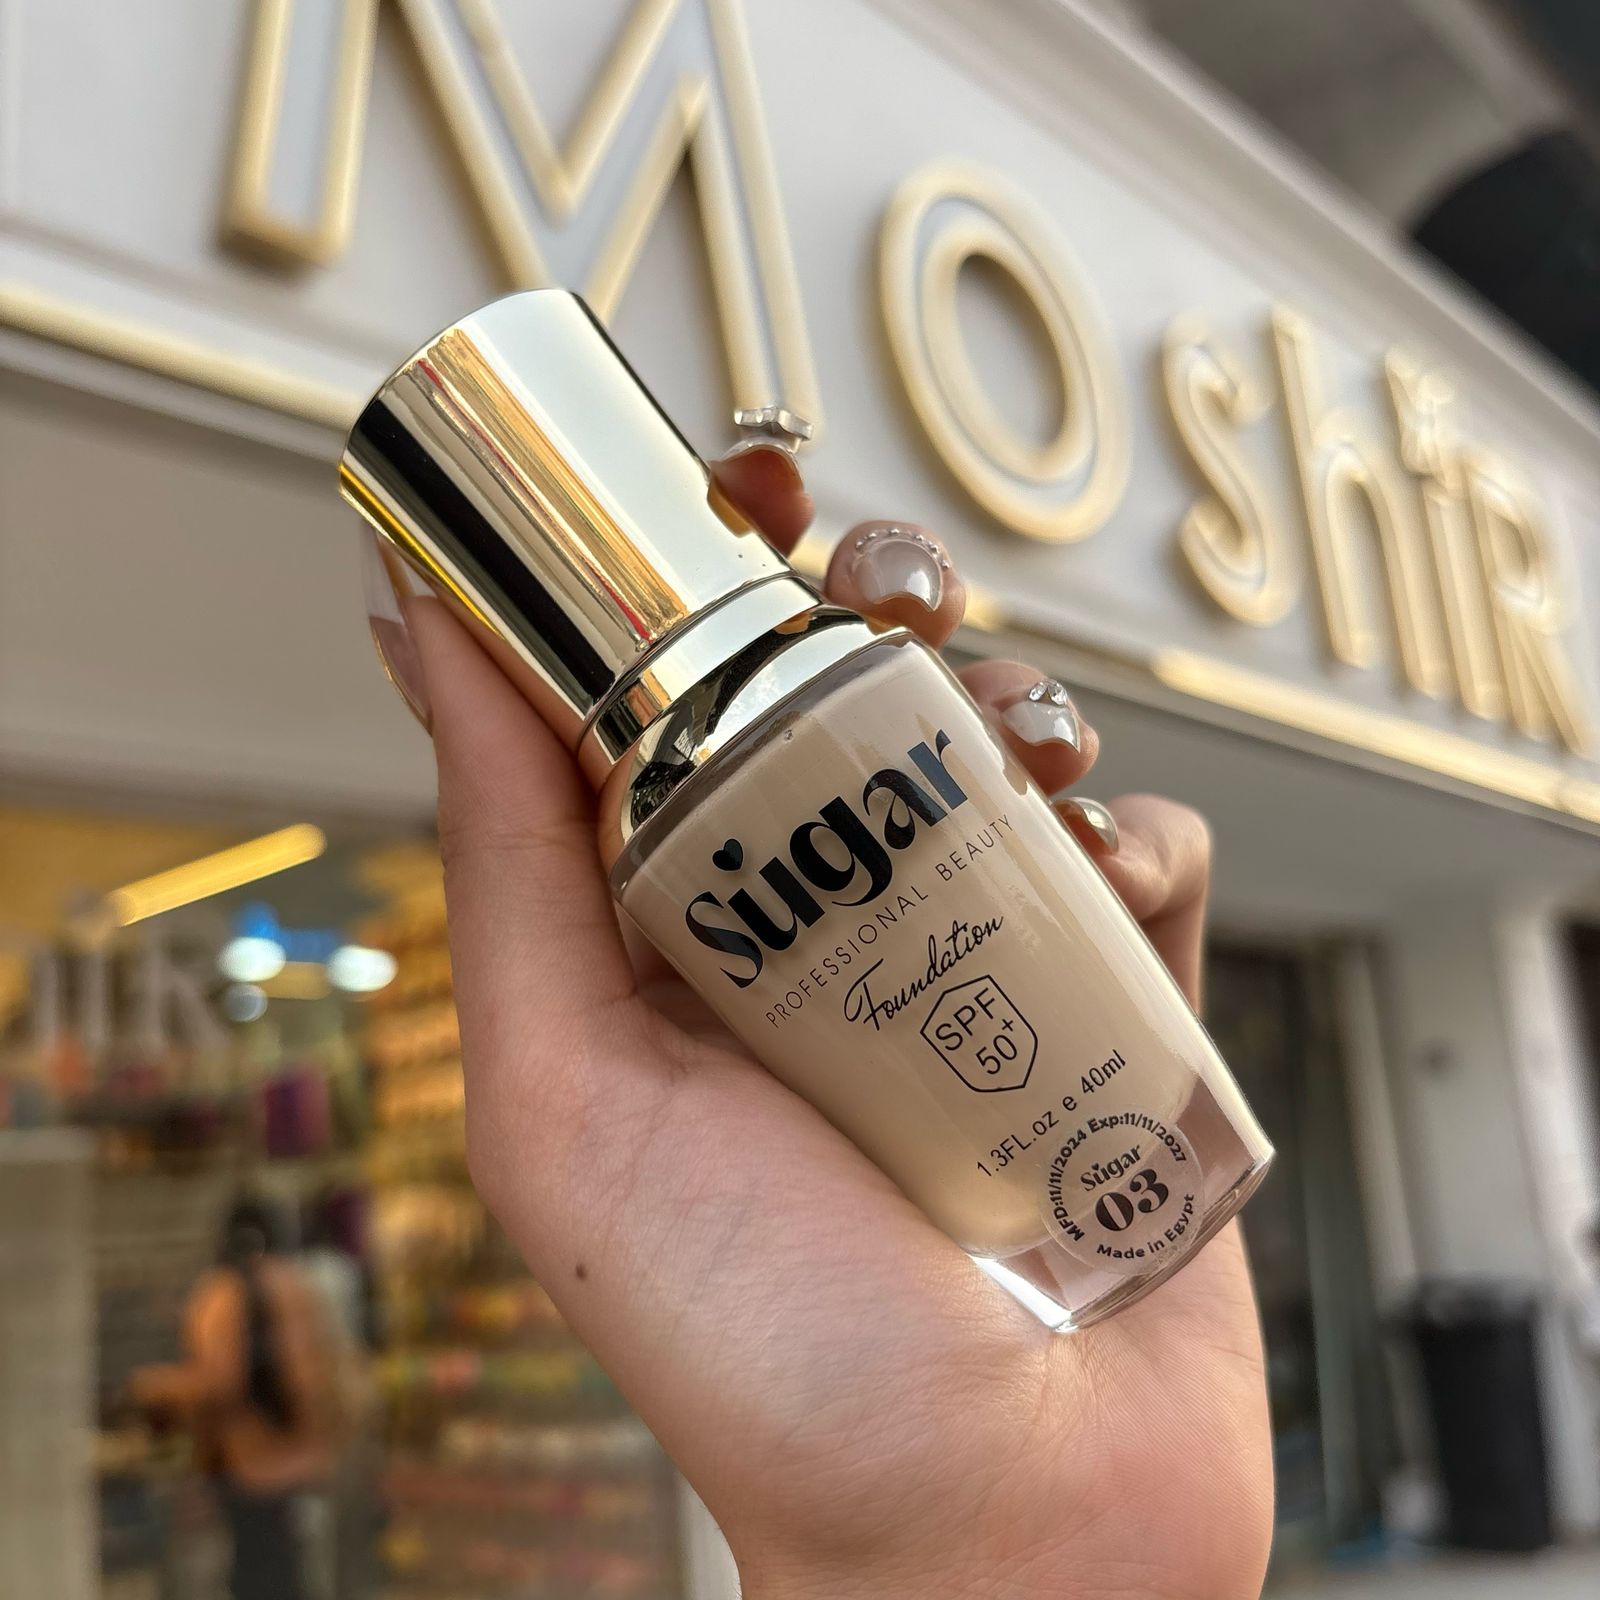 Moshir
Sugar
PROFESSIONAL BEAUTY
Foundation
SPF
50+
1.3FL.oz e 40ml
MFD:11/11/2024 Exp:11/11/2027
Sugar
03
Made in Egypt